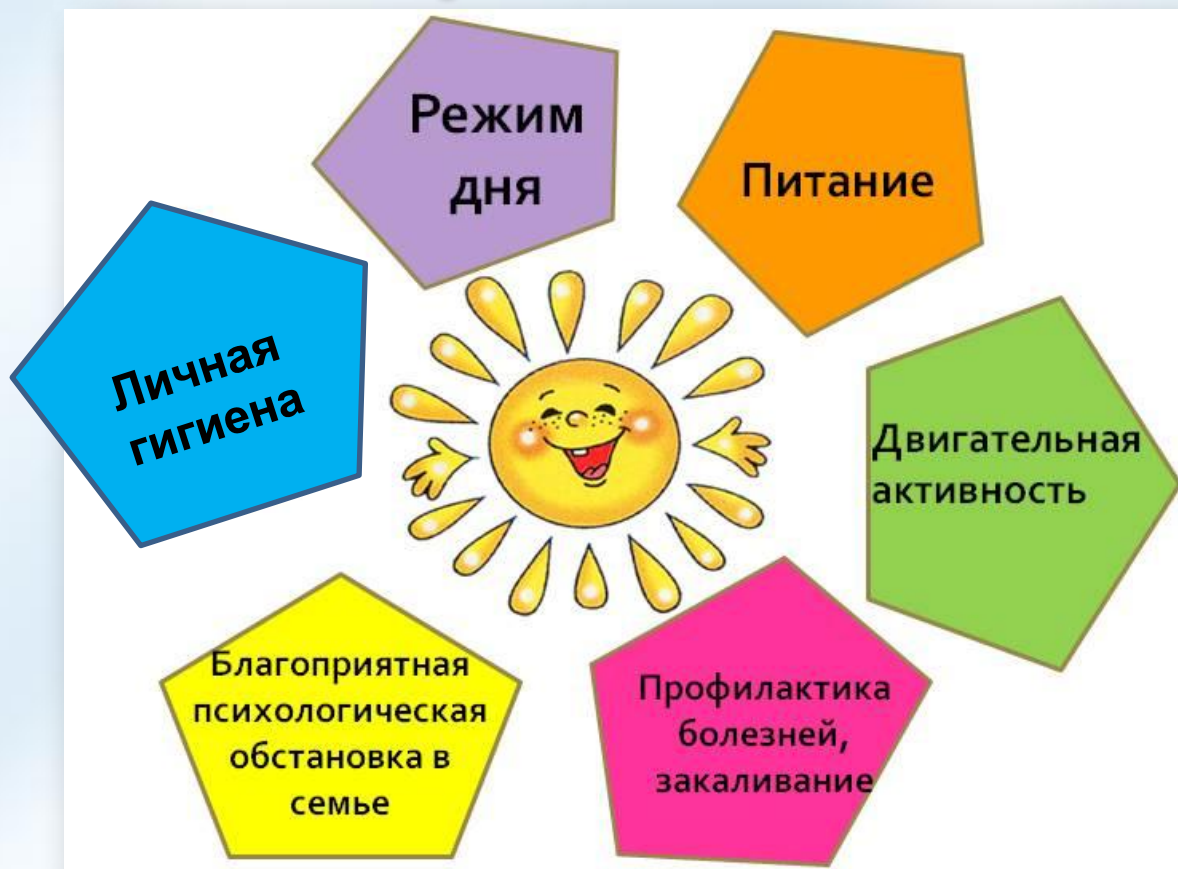 Режим
дня
Питание
Личная
гигиена
Двигательная
активность
Благоприятная
психологическая
обстановка в
семье
Профилактика
болезней,
закаливание